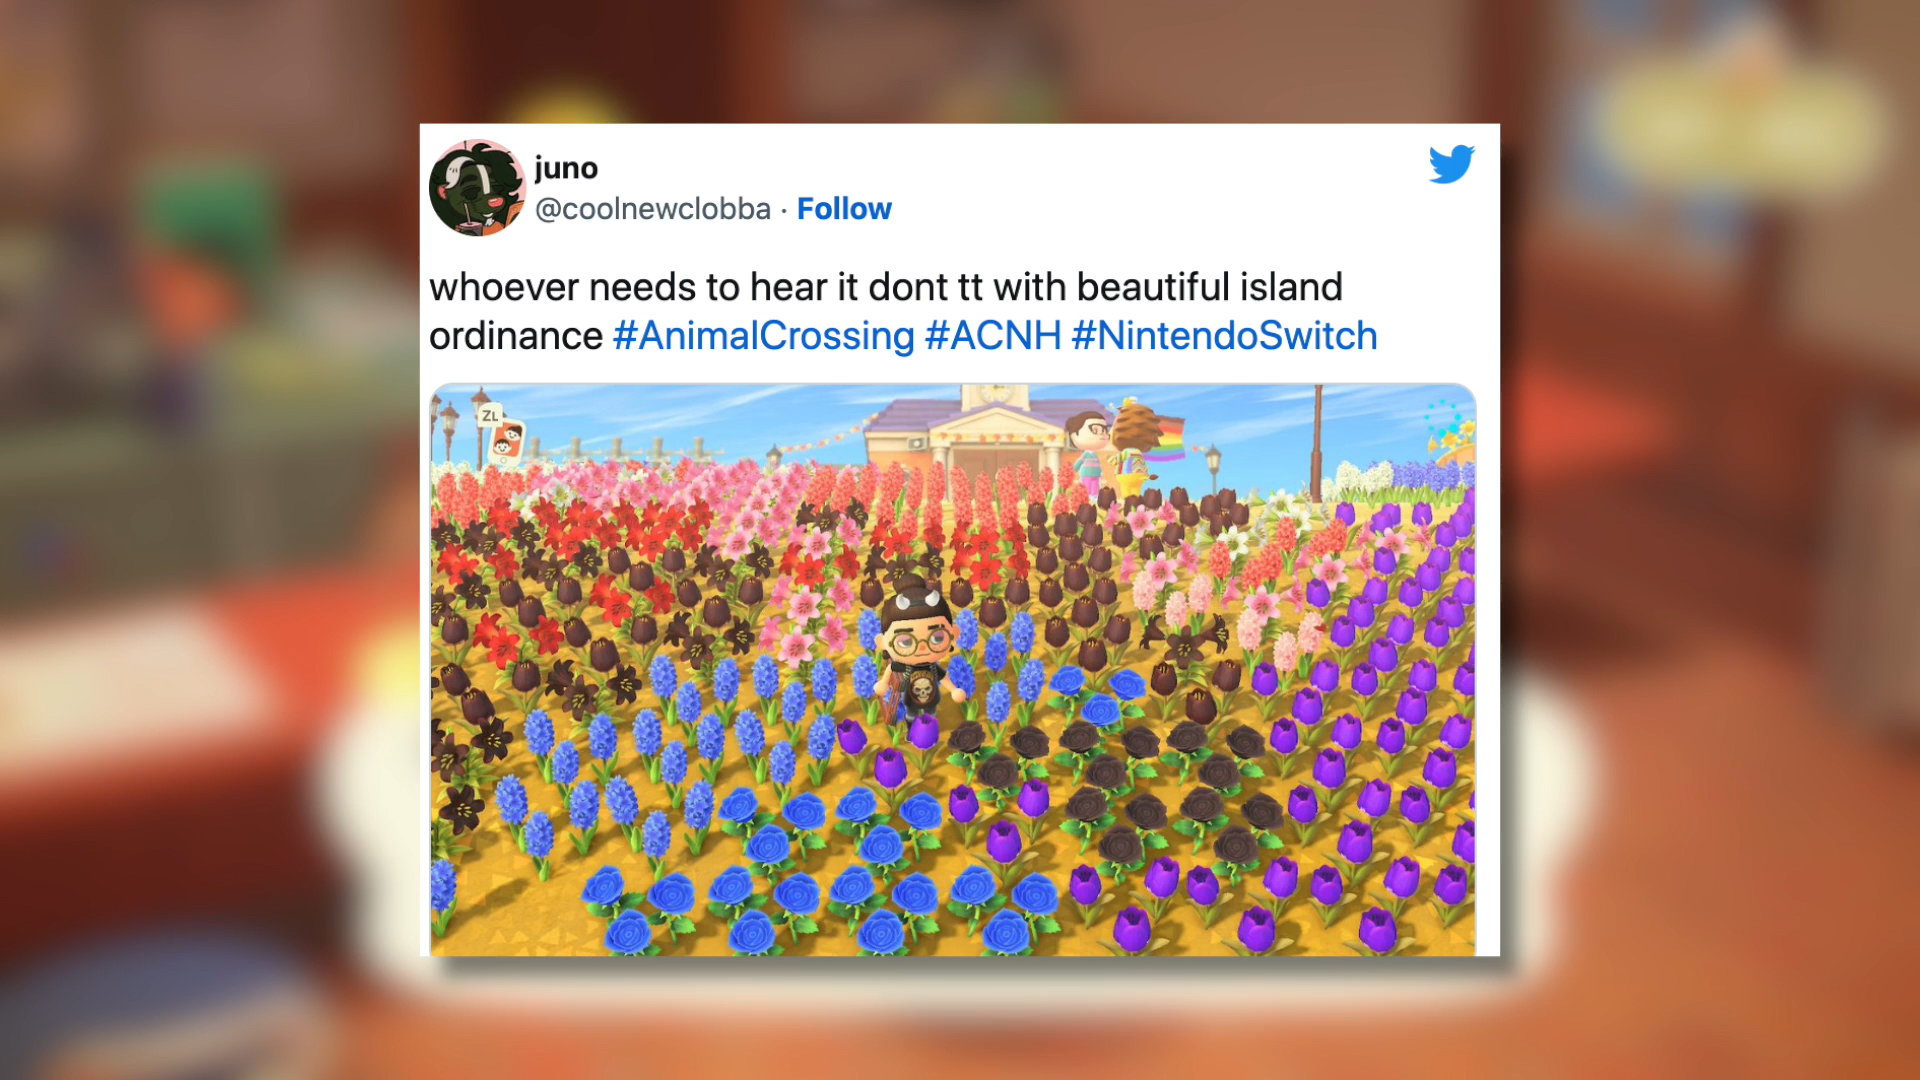 juno
@coolnewclobba · Follow
whoever needs to hear it dont tt with beautiful island
ordinance #AnimalCrossing #ACNH #NintendoSwitch
ZL